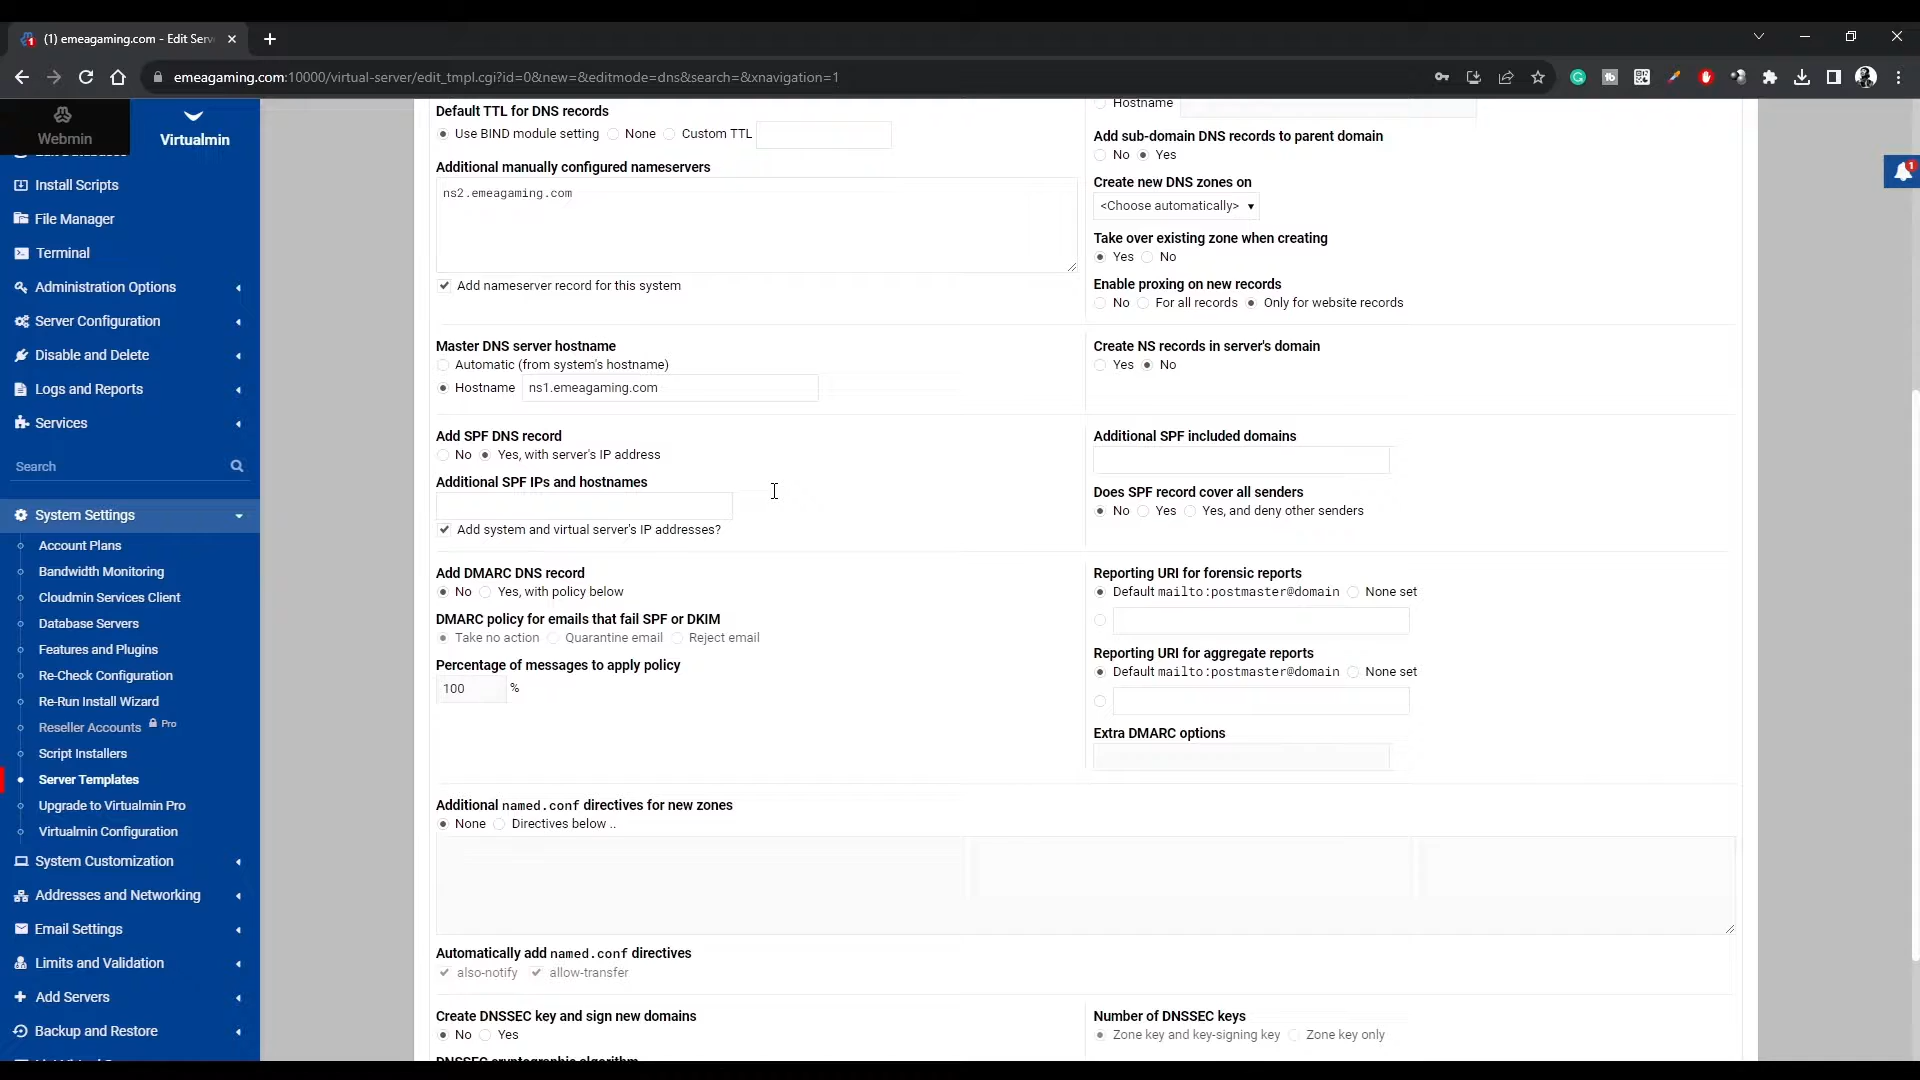 (1) emeagaming.com - Edit Serv
emeagaming.com:10000/virtual-server/edit_tmpl.cgi?id=0&new=&editmode=dns&search=&xnavigation=1
Webmin
Virtualmin
Install Scripts
File Manager
Terminal
Administration Options
Server Configuration
Disable and Delete
Logs and Reports
Services
Search
System Settings
Account Plans
Bandwidth Monitoring
Cloudmin Services Client
Database Servers
Features and Plugins
Re-Check Configuration
Re-Run Install Wizard
Reseller Accounts Pro
Script Installers
Server Templates
Upgrade to Virtualmin Pro
Virtualmin Configuration
System Customization
Addresses and Networking
Email Settings
Limits and Validation
Add Servers
Backup and Restore
Default TTL for DNS records
Use BIND module setting None Custom TTL
Additional manually configured nameservers
ns2.emeagaming.com
Add nameserver record for this system
Hostname
Add sub-domain DNS records to parent domain
No Yes
Create new DNS zones on
<Choose automatically>
Take over existing zone when creating
Yes No
Enable proxing on new records
No For all records Only for website records
Master DNS server hostname
Automatic (from system's hostname)
Hostname ns1.emeagaming.com
Create NS records in server's domain
Yes No
Add SPF DNS record
No Yes, with server's IP address
Additional SPF IPs and hostnames
Add system and virtual server's IP addresses?
Additional SPF included domains
Does SPF record cover all senders
No Yes Yes, and deny other senders
Add DMARC DNS record
No Yes, with policy below
DMARC policy for emails that fail SPF or DKIM
Take no action Quarantine email Reject email
Percentage of messages to apply policy
100 %
Reporting URI for forensic reports
Default mailto:postmaster@domain None set
Reporting URI for aggregate reports
Default mailto:postmaster@domain None set
Extra DMARC options
Additional named.conf directives for new zones
None Directives below ..
Automatically add named.conf directives
also-notify allow-transfer
Create DNSSEC key and sign new domains
No Yes
Number of DNSSEC keys
Zone key and key-signing key Zone key only
DNSSEC cryptographic algorithm
1